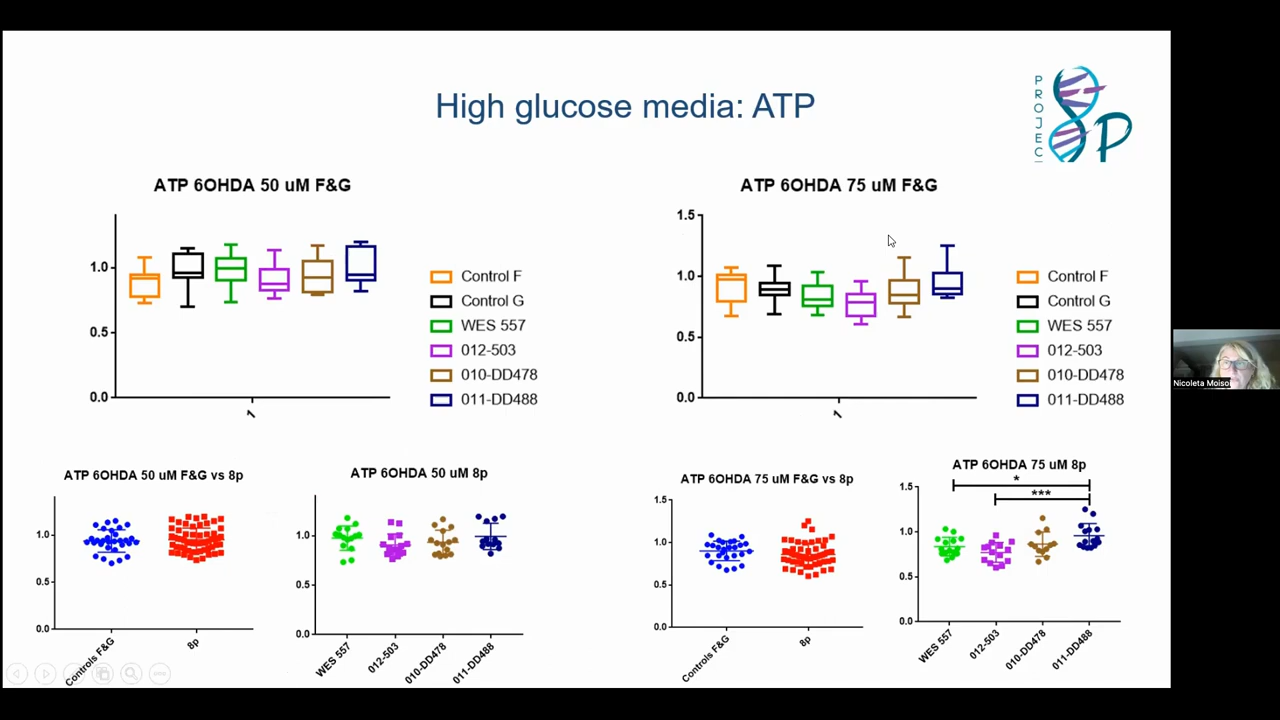 High glucose media: ATP
PROJEC
8P
ATP 6OHDA 50 uM F&G
1.0
0.5
0.0
1
Control F
Control G
WES 557
012-503
010-DD478
011-DD488
ATP 6OHDA 75 uM F&G
1.5
1.0
0.5
0.0
1
Control F
Control G
WES 557
012-503
010-DD478
011-DD488
Nicoleta Moiso
ATP 6OHDA 50 uM F&G vs 8p
1.0
0.5
0.0
Controls F&G
8p
ATP 6OHDA 50 uM 8p
1.0
0.5
0.0
WES 557
012-503
010-DD478
011-DD488
ATP 6OHDA 75 uM F&G vs 8p
1.5
1.0
0.5
0.0
Controls F&G
8p
ATP 6OHDA 75 uM 8p
*
***
1.5
1.0
0.5
0.0
WES 557
012-503
010-DD478
011-DD488